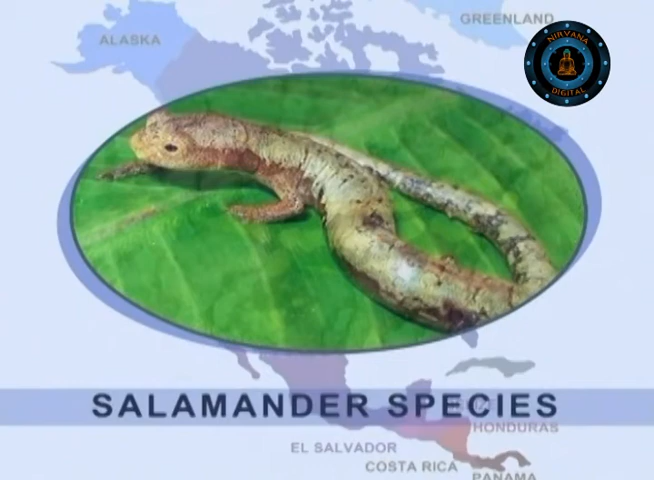 GREENLAND
ALASKA
NIRVANA
DIGITAL
SALAMANDER SPECIES
HONDURAS
EL SALVADOR
COSTA RICA
PANAMA